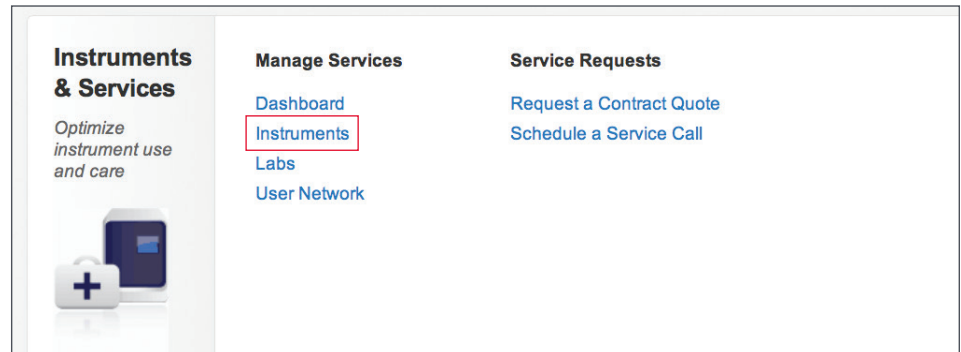 Instruments
& Services
Optimize
instrument use
and care
Manage Services
Dashboard
Instruments
Labs
User Network
Service Requests
Request a Contract Quote
Schedule a Service Call